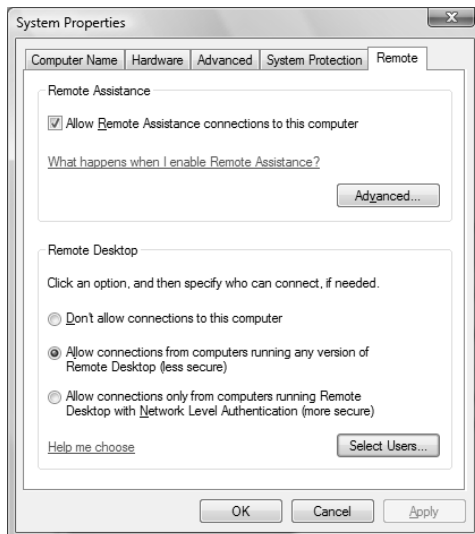 System Properties
Computer Name Hardware Advanced System Protection Remote
Remote Assistance
Allow Remote Assistance connections to this computer
What happens when I enable Remote Assistance?
Advanced...
Remote Desktop
Click an option, and then specify who can connect, if needed.
Don't allow connections to this computer
Allow connections from computers running any version of
Remote Desktop (less secure)
Allow connections only from computers running Remote
Desktop with Network Level Authentication (more secure)
Help me choose
Select Users...
OK Cancel Apply